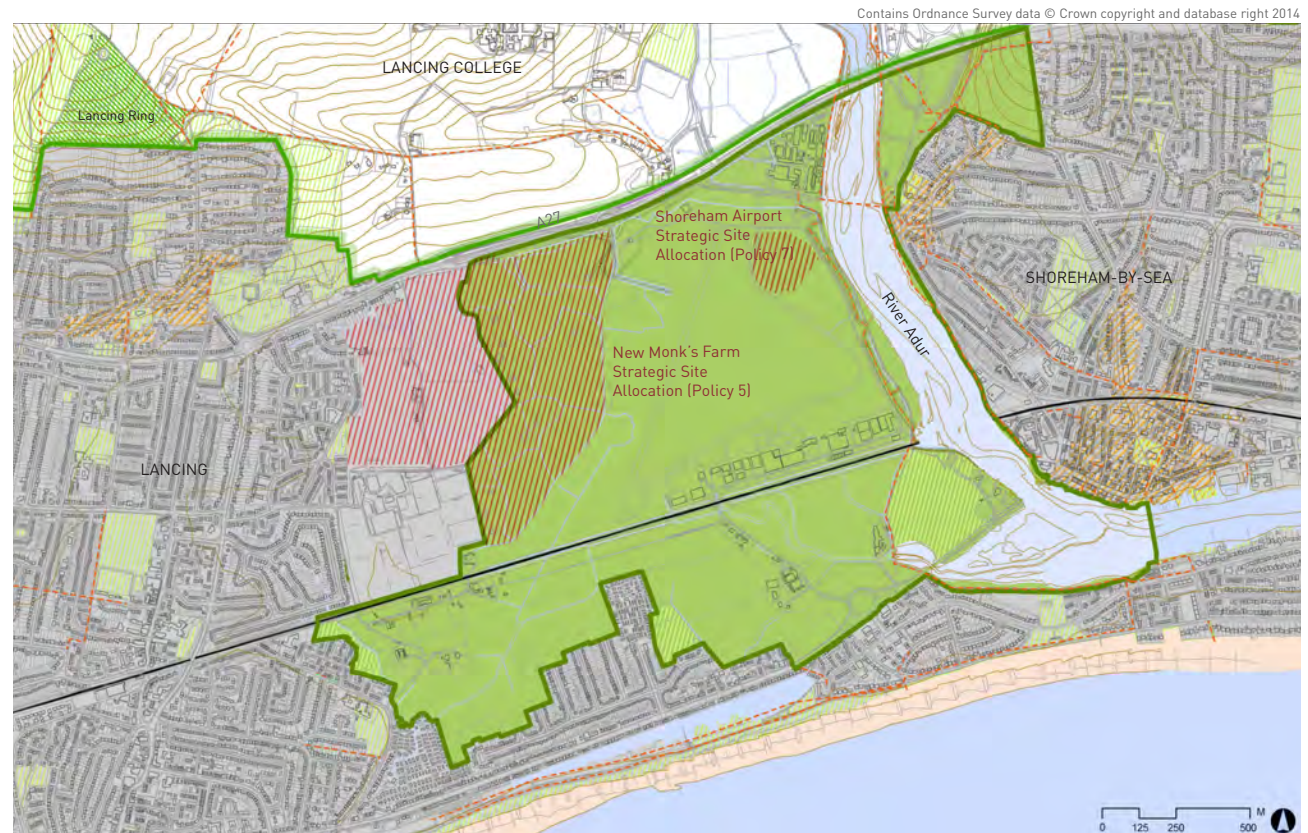 Contains Ordnance Survey data © Crown copyright and database right 2014
LANCING COLLEGE
Lancing Ring
A27
Shoreham Airport
Strategic Site
Allocation (Policy 7)
SHOREHAM-BY-SEA
River Adur
New Monk's Farm
Strategic Site
Allocation (Policy 5)
LANCING
M
0 125 250 500